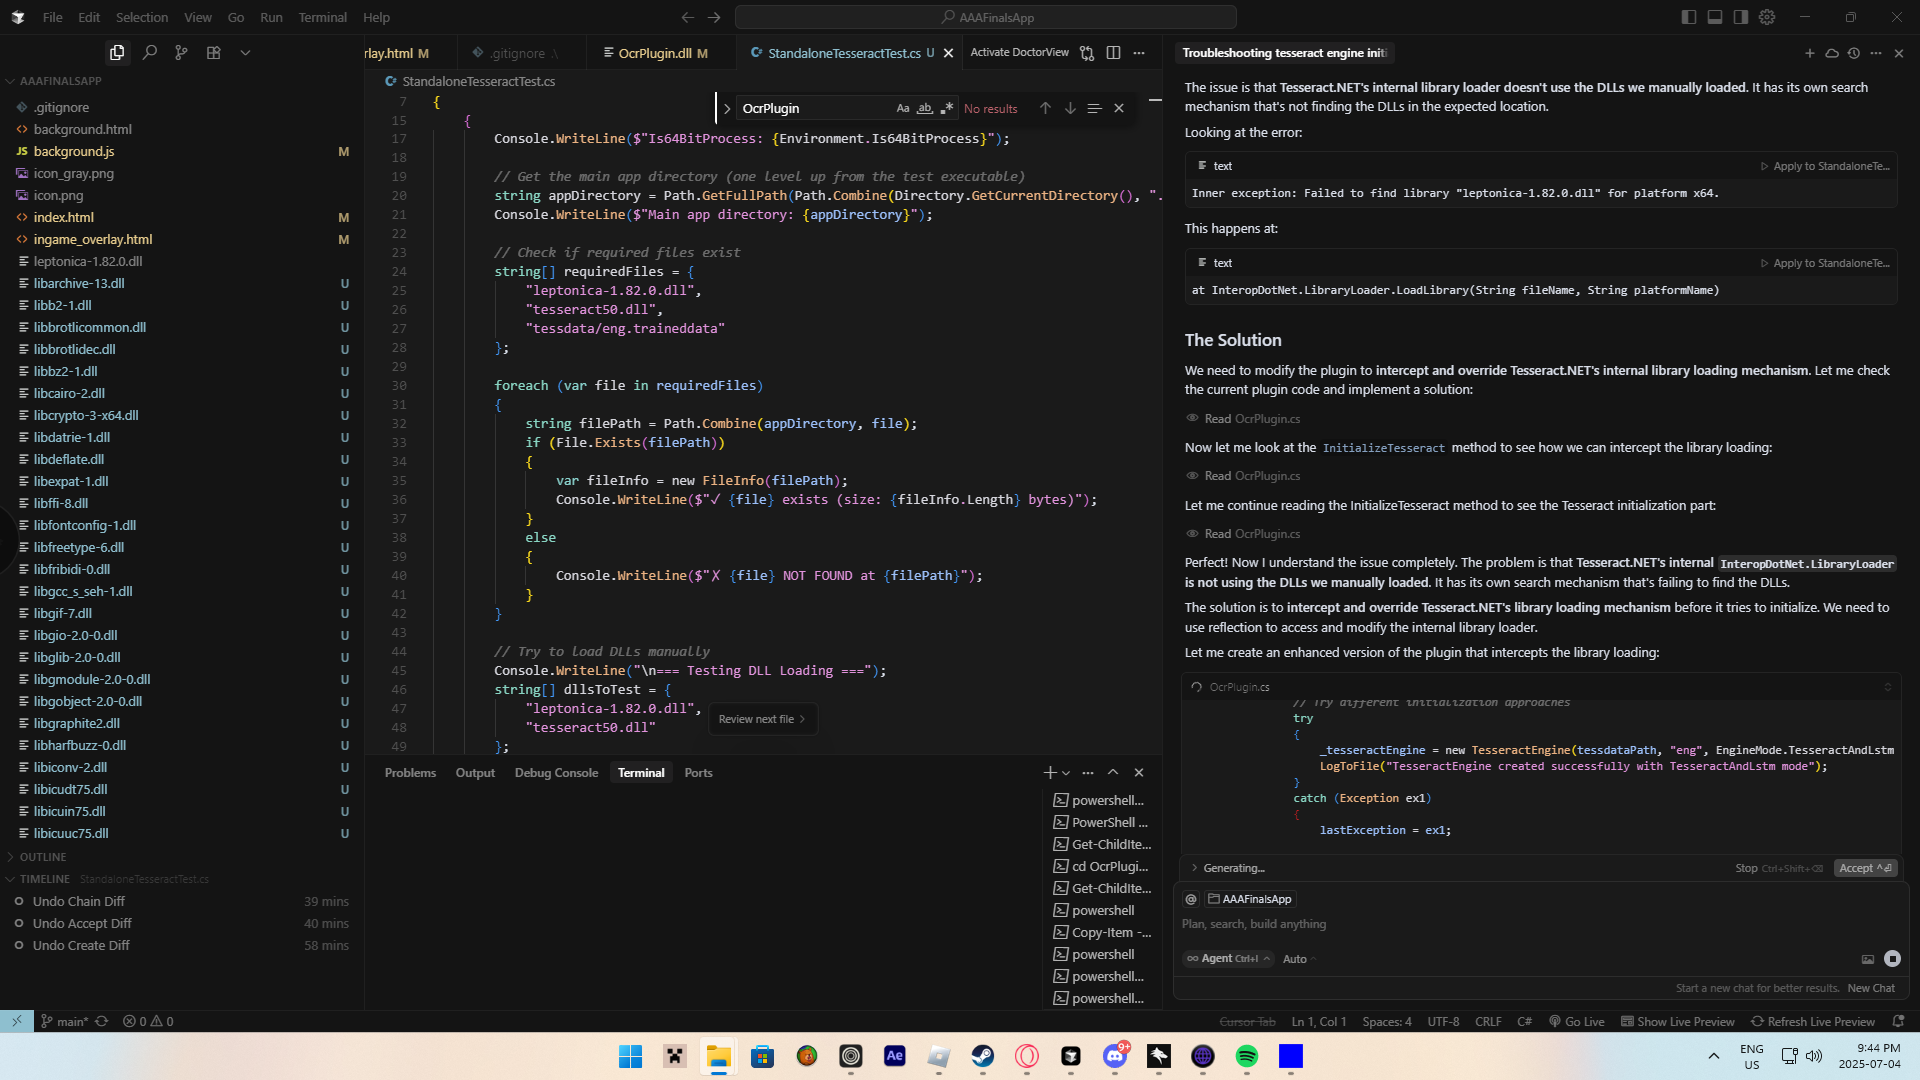 File Edit Selection View Go Run Terminal Help
AAAFinalsApp
AAAFINALSAPP
.gitignore
background.html
JS background.js M
icon_gray.png
icon.png
index.html M
ingame_overlay.html M
leptonica-1.82.0.dll
libarchive-13.dll U
libb2-1.dll U
libbrotlicommon.dll U
libbrotlidec.dll U
libbz2-1.dll U
libcairo-2.dll U
libcrypto-3-x64.dll U
libdatrie-1.dll U
libdeflate.dll U
libexpat-1.dll U
libffi-8.dll U
libfontconfig-1.dll U
libfreetype-6.dll U
libfribidi-0.dll U
libgcc_s_seh-1.dll U
libgif-7.dll U
libgio-2.0-0.dll U
libglib-2.0-0.dll U
libgmodule-2.0-0.dll U
libgobject-2.0-0.dll U
libgraphite2.dll U
libharfbuzz-0.dll U
libiconv-2.dll U
libicudt75.dll U
libicuin75.dll U
libicuuc75.dll U
OUTLINE
TIMELINE StandaloneTesseractTest.cs
Undo Chain Diff 39 mins
Undo Accept Diff 40 mins
Undo Create Diff 58 mins
rlay.html M .gitignore OcrPlugin.dll M StandaloneTesseractTest.cs U Activate DoctorView
StandaloneTesseractTest.cs
OcrPlugin Aa ab No results
7 {
15 {
17 Console.WriteLine($"Is64BitProcess: {Environment.Is64BitProcess}");
18
19 // Get the main app directory (one level up from the test executable)
20 string appDirectory = Path.GetFullPath(Path.Combine(Directory.GetCurrentDirectory(), ".
21 Console.WriteLine($"Main app directory: {appDirectory}");
22
23 // Check if required files exist
24 string[] requiredFiles = {
25 "leptonica-1.82.0.dll",
26 "tesseract50.dll",
27 "tessdata/eng.traineddata"
28 };
29
30 foreach (var file in requiredFiles)
31 {
32 string filePath = Path.Combine(appDirectory, file);
33 if (File.Exists(filePath))
34 {
35 var fileInfo = new FileInfo(filePath);
36 Console.WriteLine($"✓ {file} exists (size: {fileInfo.Length} bytes)");
37 }
38 else
39 {
40 Console.WriteLine($"✗ {file} NOT FOUND at {filePath}");
41 }
42 }
43
44 // Try to load DLLs manually
45 Console.WriteLine("\n=== Testing DLL Loading ===");
46 string[] dllsToTest = {
47 "leptonica-1.82.0.dll",
48 "tesseract50.dll"
49 };
Review next file
Problems Output Debug Console Terminal Ports
powershell...
PowerShell ...
Get-ChildIte...
cd OcrPlugi...
Get-ChildIte...
powershell
Copy-Item -...
powershell
powershell...
powershell...
Troubleshooting tesseract engine initi
The issue is that Tesseract.NET's internal library loader doesn't use the DLLs we manually loaded. It has its own search
mechanism that's not finding the DLLs in the expected location.
Looking at the error:
text Apply to StandaloneTe...
Inner exception: Failed to find library "leptonica-1.82.0.dll" for platform x64.
This happens at:
text Apply to StandaloneTe...
at InteropDotNet.LibraryLoader.LoadLibrary(String fileName, String platformName)
The Solution
We need to modify the plugin to intercept and override Tesseract.NET's internal library loading mechanism. Let me check
the current plugin code and implement a solution:
Read OcrPlugin.cs
Now let me look at the InitializeTesseract method to see how we can intercept the library loading:
Read OcrPlugin.cs
Let me continue reading the InitializeTesseract method to see the Tesseract initialization part:
Read OcrPlugin.cs
Perfect! Now I understand the issue completely. The problem is that Tesseract.NET's internal InteropDotNet.LibraryLoader
is not using the DLLs we manually loaded. It has its own search mechanism that's failing to find the DLLs.
The solution is to intercept and override Tesseract.NET's library loading mechanism before it tries to initialize. We need to
use reflection to access and modify the internal library loader.
Let me create an enhanced version of the plugin that intercepts the library loading:
OcrPlugin.cs
// Try different initialization approaches
try
{
_tesseractEngine = new TesseractEngine(tessdataPath, "eng", EngineMode.TesseractAndLstm
LogToFile("TesseractEngine created successfully with TesseractAndLstm mode");
}
catch (Exception ex1)
{
lastException = ex1;
Generating... Stop Ctrl+Shift+⌫ Accept ^⏎
@ AAAFinalsApp
Plan, search, build anything
Agent Ctrl+I Auto
Start a new chat for better results. New Chat
main* 0 0 Cursor Tab Ln 1, Col 1 Spaces: 4 UTF-8 CRLF C# Go Live Show Live Preview Refresh Live Preview
Ae 9+ ENG 9:44 PM
US 2025-07-04